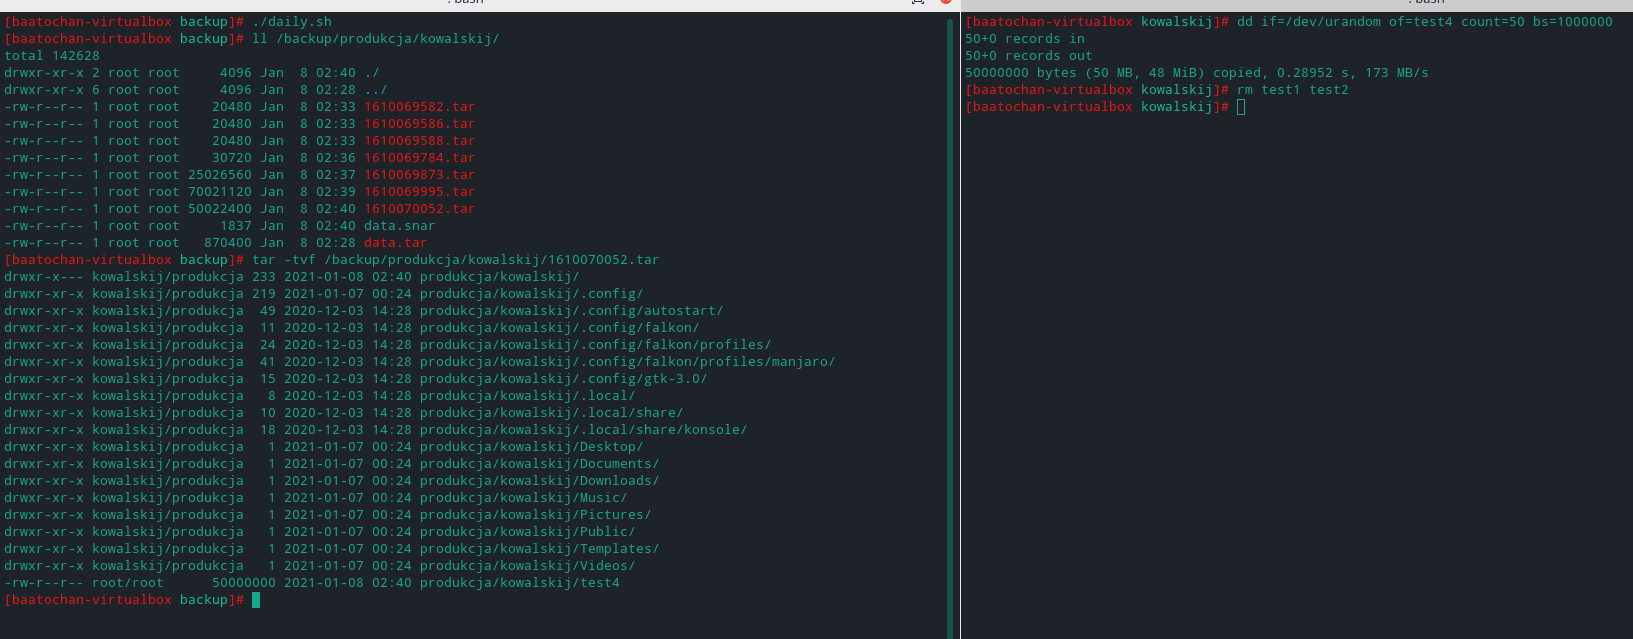 : bash
[baatochan-virtualbox backup]# ./daily.sh
[baatochan-virtualbox backup]# ll /backup/produkcja/kowalskij/
total 142628
drwxr-xr-x 2 root root     4096 Jan  8 02:40 ./
drwxr-xr-x 6 root root     4096 Jan  8 02:28 ../
-rw-r--r-- 1 root root    20480 Jan  8 02:33 1610069582.tar
-rw-r--r-- 1 root root    20480 Jan  8 02:33 1610069586.tar
-rw-r--r-- 1 root root    20480 Jan  8 02:33 1610069588.tar
-rw-r--r-- 1 root root    30720 Jan  8 02:36 1610069784.tar
-rw-r--r-- 1 root root 25026560 Jan  8 02:37 1610069873.tar
-rw-r--r-- 1 root root 70021120 Jan  8 02:39 1610069995.tar
-rw-r--r-- 1 root root 50022400 Jan  8 02:40 1610070052.tar
-rw-r--r-- 1 root root     1837 Jan  8 02:40 data.snar
-rw-r--r-- 1 root root   870400 Jan  8 02:28 data.tar
[baatochan-virtualbox backup]# tar -tvf /backup/produkcja/kowalskij/1610070052.tar
drwxr-x--- kowalskij/produkcja 233 2021-01-08 02:40 produkcja/kowalskij/
drwxr-xr-x kowalskij/produkcja 219 2021-01-07 00:24 produkcja/kowalskij/.config/
drwxr-xr-x kowalskij/produkcja  49 2020-12-03 14:28 produkcja/kowalskij/.config/autostart/
drwxr-xr-x kowalskij/produkcja  11 2020-12-03 14:28 produkcja/kowalskij/.config/falkon/
drwxr-xr-x kowalskij/produkcja  24 2020-12-03 14:28 produkcja/kowalskij/.config/falkon/profiles/
drwxr-xr-x kowalskij/produkcja  41 2020-12-03 14:28 produkcja/kowalskij/.config/falkon/profiles/manjaro/
drwxr-xr-x kowalskij/produkcja  15 2020-12-03 14:28 produkcja/kowalskij/.config/gtk-3.0/
drwxr-xr-x kowalskij/produkcja   8 2020-12-03 14:28 produkcja/kowalskij/.local/
drwxr-xr-x kowalskij/produkcja  10 2020-12-03 14:28 produkcja/kowalskij/.local/share/
drwxr-xr-x kowalskij/produkcja  18 2020-12-03 14:28 produkcja/kowalskij/.local/share/konsole/
drwxr-xr-x kowalskij/produkcja   1 2021-01-07 00:24 produkcja/kowalskij/Desktop/
drwxr-xr-x kowalskij/produkcja   1 2021-01-07 00:24 produkcja/kowalskij/Documents/
drwxr-xr-x kowalskij/produkcja   1 2021-01-07 00:24 produkcja/kowalskij/Downloads/
drwxr-xr-x kowalskij/produkcja   1 2021-01-07 00:24 produkcja/kowalskij/Music/
drwxr-xr-x kowalskij/produkcja   1 2021-01-07 00:24 produkcja/kowalskij/Pictures/
drwxr-xr-x kowalskij/produkcja   1 2021-01-07 00:24 produkcja/kowalskij/Public/
drwxr-xr-x kowalskij/produkcja   1 2021-01-07 00:24 produkcja/kowalskij/Templates/
drwxr-xr-x kowalskij/produkcja   1 2021-01-07 00:24 produkcja/kowalskij/Videos/
-rw-r--r-- root/root      50000000 2021-01-08 02:40 produkcja/kowalskij/test4
[baatochan-virtualbox backup]#
: bash
[baatochan-virtualbox kowalskij]# dd if=/dev/urandom of=test4 count=50 bs=1000000
50+0 records in
50+0 records out
50000000 bytes (50 MB, 48 MiB) copied, 0.28952 s, 173 MB/s
[baatochan-virtualbox kowalskij]# rm test1 test2
[baatochan-virtualbox kowalskij]#